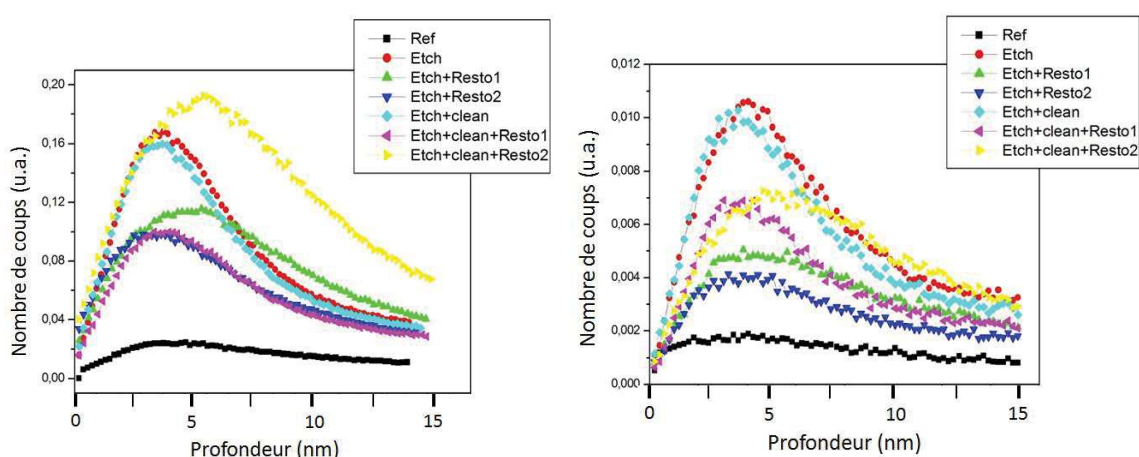 Ref
Etch
Etch+Resto1
Etch+Resto2
Etch+clean
Etch+clean+Resto1
Etch+clean+Resto2
0,20
0,16
0,12
0,08
0,04
0,00
Nombre de coups (u.a.)
0
5
10
15
Profondeur (nm)
Ref
Etch
Etch+Resto1
Etch+Resto2
Etch+clean
Etch+clean+Resto1
Etch+clean+Resto2
0,012
0,010
0,008
0,006
0,004
0,002
0,000
Nombre de coups (u.a.)
0
5
10
15
Profondeur (nm)